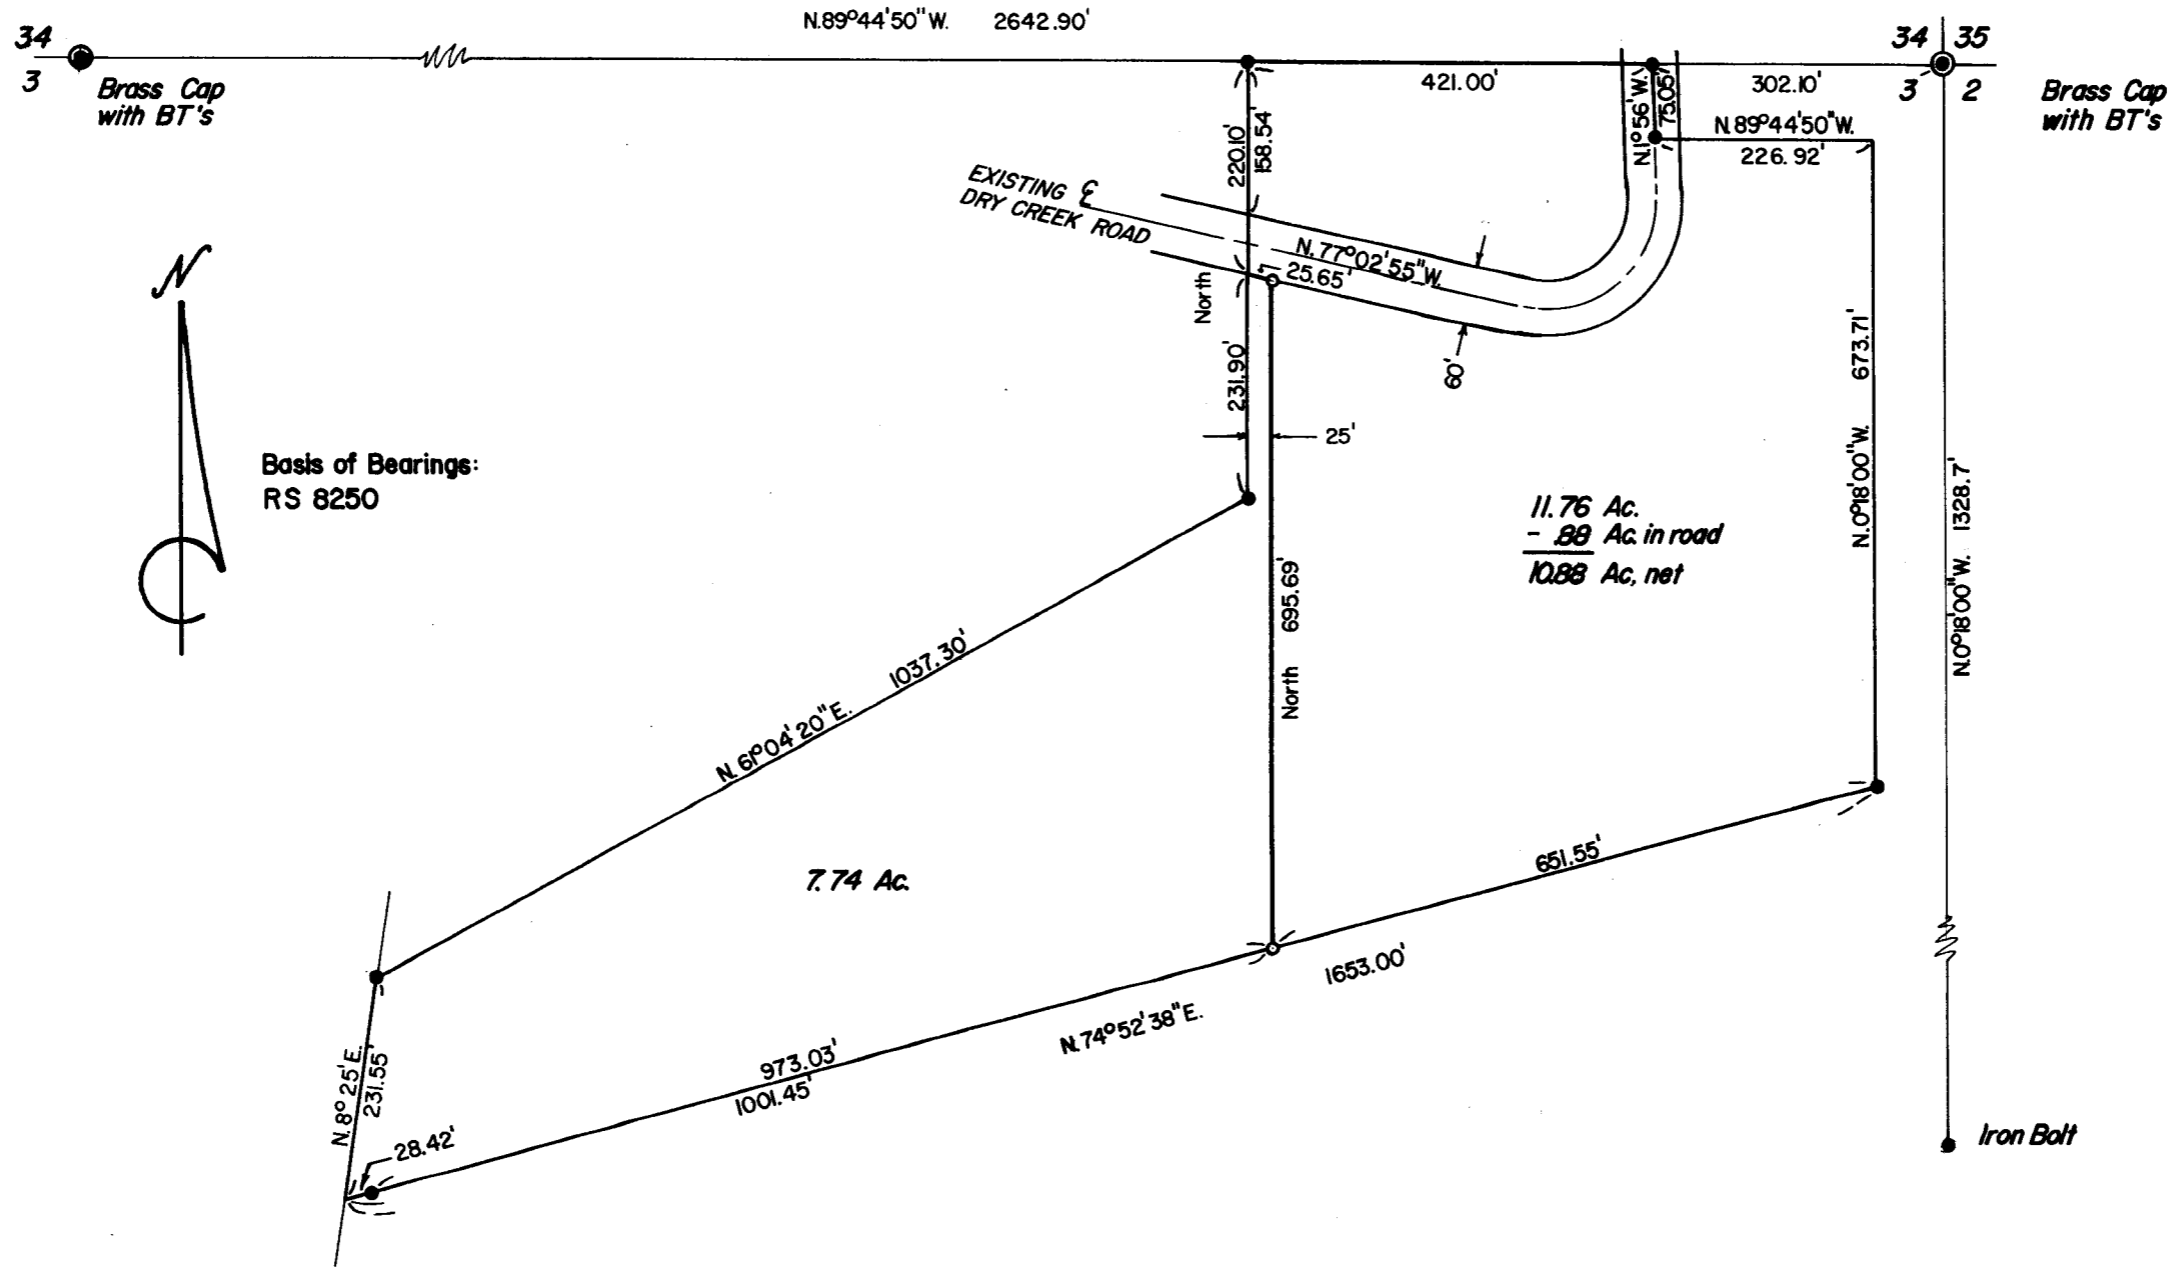 N.89°44'50"W. 2642.90'
34
3
Brass Cap
with BT's
34 35
3 2
Brass Cap
with BT's
421.00'
302.10'
N.1°56'W.
75.05'
N.89°44'50"W.
226.92'
220.10'
158.54'
EXISTING ℄
DRY CREEK ROAD
N.77°02'55"W.
25.65'
North
231.90'
60'
25'
N
Basis of Bearings:
RS 8250
673.71'
N.0°18'00"W.
N.0°18'00"W. 1328.7'
11.76 Ac.
- .88 Ac. in road
10.88 Ac, net
North 695.69'
1037.30'
N.61°04'20"E.
7.74 Ac.
651.55'
1653.00'
N.74°52'38"E.
973.03'
1001.45'
N.8°25'E.
231.55'
28.42'
Iron Bolt